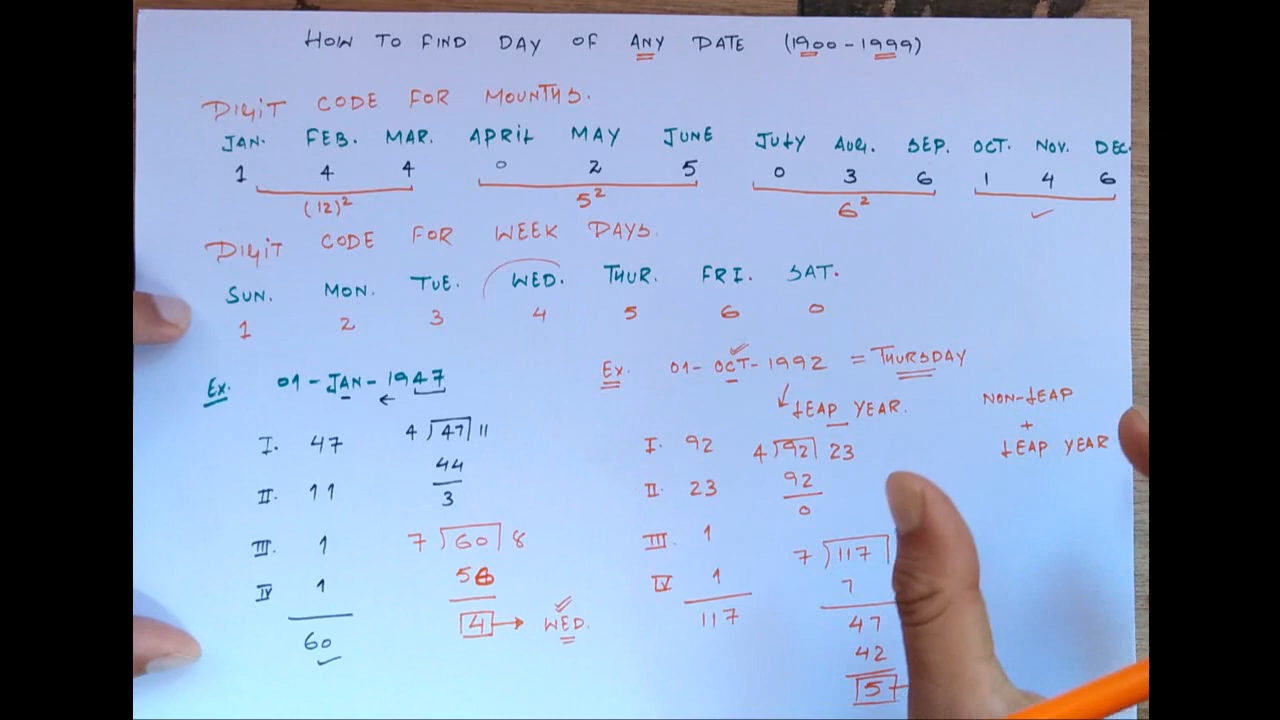 HOW TO FIND DAY OF ANY DATE (1900-1999)
DIGIT CODE FOR MOUNTHS.
JAN. FEB. MAR. APRIL MAY JUNE JULY AUG. SEP. OCT. NOV. DEC.
1 4 4 0 2 5 0 3 6 1 4 6
(12)² 5² 6²
DIGIT CODE FOR WEEK DAYS.
SUN. MON. TUE. WED. THUR. FRI. SAT.
1 2 3 4 5 6 0
Ex. 01-JAN-1947
I. 47 4 47 11
44
II. 11 3
III. 1 7 60 8
56
IV 1 4 → WED.
60
Ex. 01-OCT-1992 = THURSDAY
LEAP YEAR.
NON-LEAP
+
LEAP YEAR
I. 92 4 92 23
92
II. 23 0
III. 1 7 117
7
IV. 1 47
117 42
5